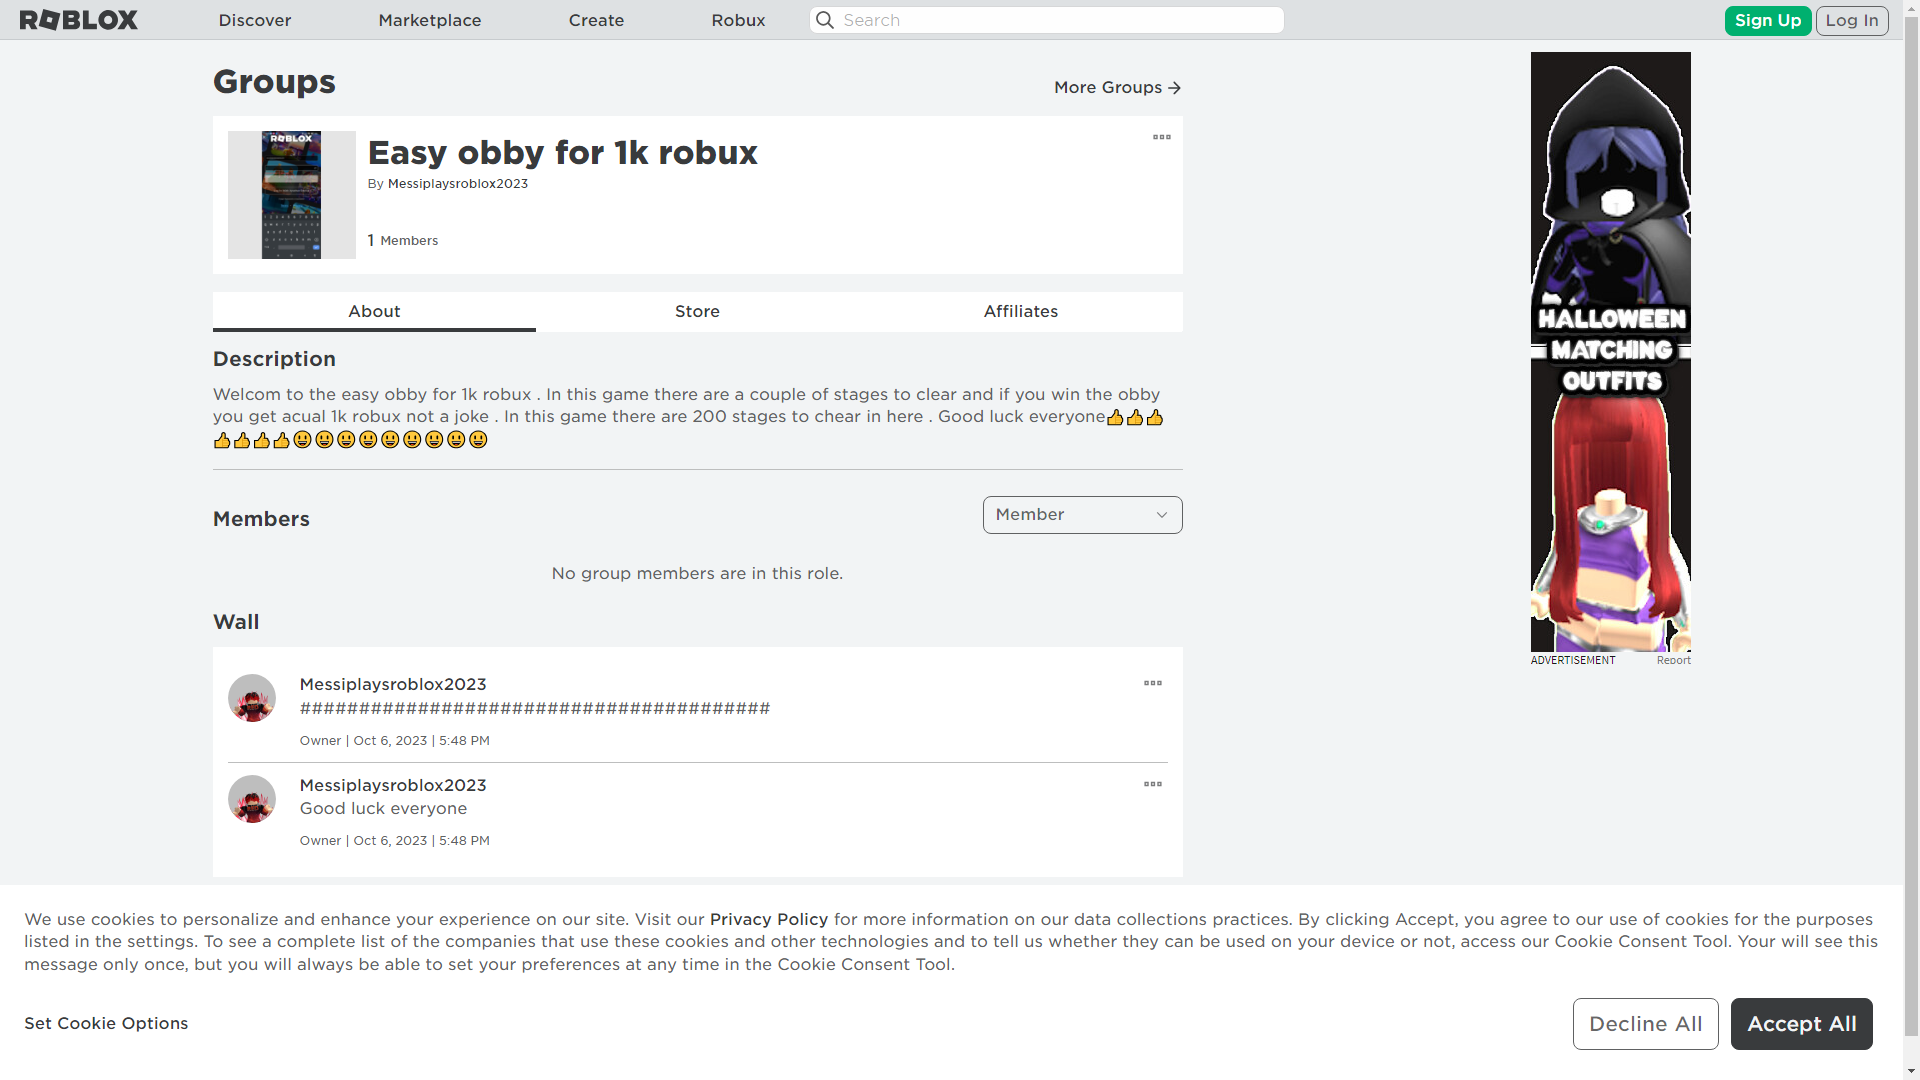 ROBLOX
Discover
Marketplace
Create
Robux
Search
Sign Up
Log In
Groups
More Groups
ROBLOX
Easy obby for 1k robux
By Messiplaysroblox2023
1 Members
About
Store
Affiliates
Description
Welcom to the easy obby for 1k robux . In this game there are a couple of stages to clear and if you win the obby
you get acual 1k robux not a joke . In this game there are 200 stages to chear in here . Good luck everyone👍👍👍
👍👍👍👍😃😃😃😃😃😃😃😃😃
Members
Member
No group members are in this role.
Wall
Messiplaysroblox2023
########################################
Owner | Oct 6, 2023 | 5:48 PM
Messiplaysroblox2023
Good luck everyone
Owner | Oct 6, 2023 | 5:48 PM
HALLOWEEN
MATCHING
OUTFITS
ADVERTISEMENT
Report
We use cookies to personalize and enhance your experience on our site. Visit our Privacy Policy for more information on our data collections practices. By clicking Accept, you agree to our use of cookies for the purposes
listed in the settings. To see a complete list of the companies that use these cookies and other technologies and to tell us whether they can be used on your device or not, access our Cookie Consent Tool. Your will see this
message only once, but you will always be able to set your preferences at any time in the Cookie Consent Tool.
Set Cookie Options
Decline All
Accept All